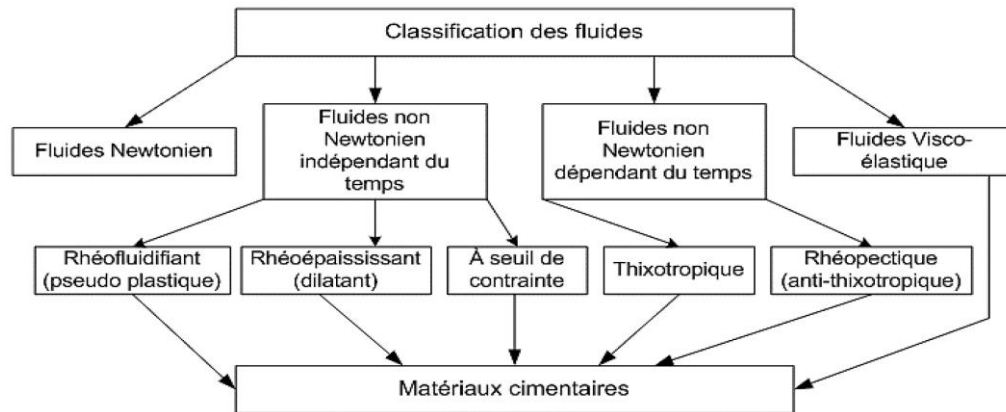 Classification des fluides
Fluides Newtonien
Fluides non
Newtonien
indépendant du
temps
Fluides non
Newtonien
dépendant du temps
Fluides Visco-
élastique
Rhéofluidifiant
(pseudo plastique)
Rhéoépaississant
(dilatant)
À seuil de
contrainte
Thixotropique
Rhéopectique
(anti-thixotropique)
Matériaux cimentaires